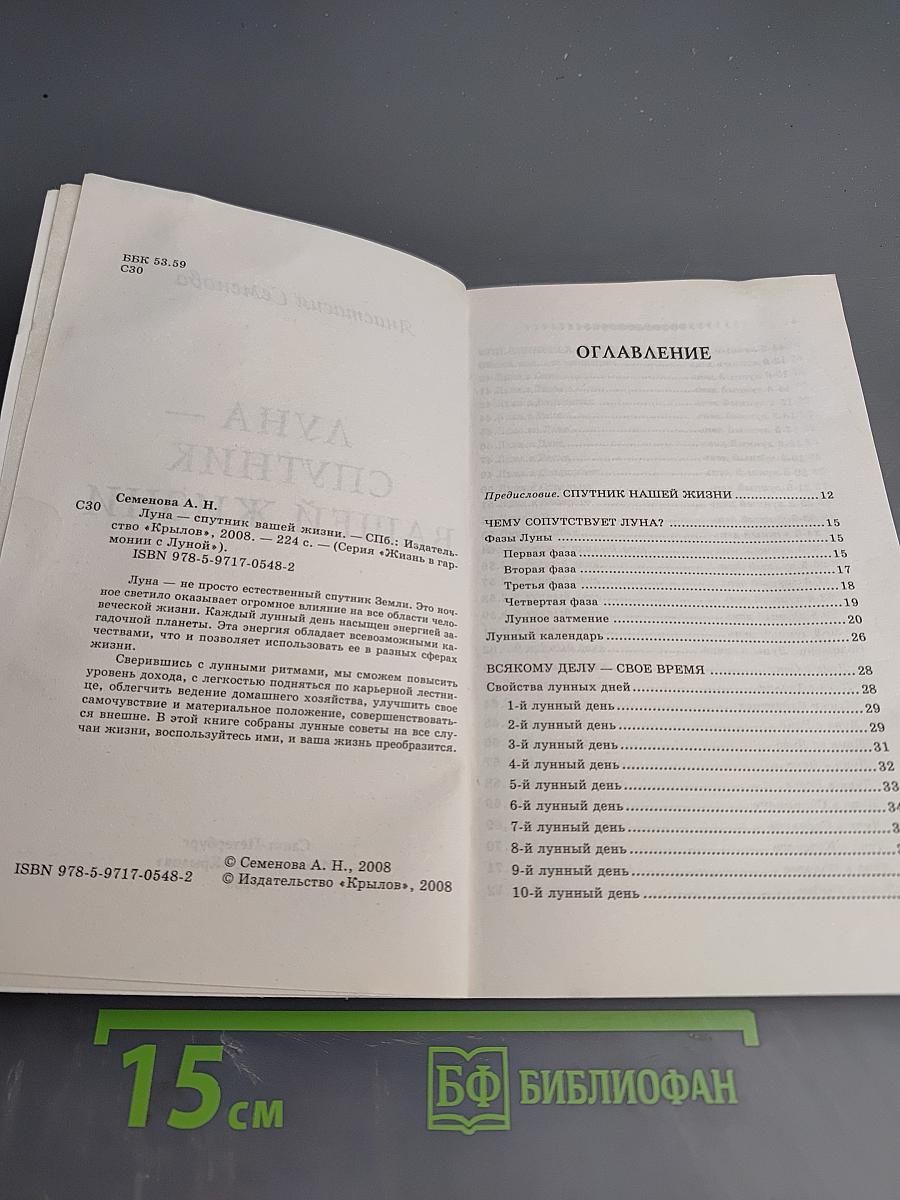 ББК 53.59
С30
Анастасия Семенова
ЛУНА —
СПУТНИК
ВАШЕЙ ЖИЗНИ
Семенова А. Н.
С30 Луна — спутник вашей жизни. — СПб.: Издатель-
ство «Крылов», 2008. — 224 с. — (Серия «Жизнь в гар-
монии с Луной»).
ISBN 978-5-9717-0548-2
Луна — не просто естественный спутник Земли. Это ноч-
ное светило оказывает огромное влияние на все области чело-
веческой жизни. Каждый лунный день насыщен энергией за-
гадочной планеты. Эта энергия обладает всевозможными ка-
чествами, что и позволяет использовать ее в разных сферах
жизни.
Сверившись с лунными ритмами, мы сможем повысить
уровень дохода, с легкостью подняться по карьерной лестни-
це, облегчить ведение домашнего хозяйства, улучшить свое
самочувствие и материальное положение, совершенствовать-
ся внешне. В этой книге собраны лунные советы на все слу-
чаи жизни, воспользуйтесь ими, и ваша жизнь преобразится.
© Семенова А. Н., 2008
ISBN 978-5-9717-0548-2 © Издательство «Крылов», 2008
ОГЛАВЛЕНИЕ
Предисловие. СПУТНИК НАШЕЙ ЖИЗНИ ..........12
ЧЕМУ СОПУТСТВУЕТ ЛУНА? ..........15
Фазы Луны ..........15
Первая фаза ..........15
Вторая фаза ..........17
Третья фаза ..........18
Четвертая фаза ..........19
Лунное затмение ..........20
Лунный календарь ..........26
ВСЯКОМУ ДЕЛУ — СВОЕ ВРЕМЯ ..........28
Свойства лунных дней ..........28
1-й лунный день ..........29
2-й лунный день ..........29
3-й лунный день ..........31
4-й лунный день ..........32
5-й лунный день ..........33
6-й лунный день ..........34
7-й лунный день ..........
8-й лунный день ..........
9-й лунный день ..........
10-й лунный день ..........
15 см
БФ БИБЛИОФАН